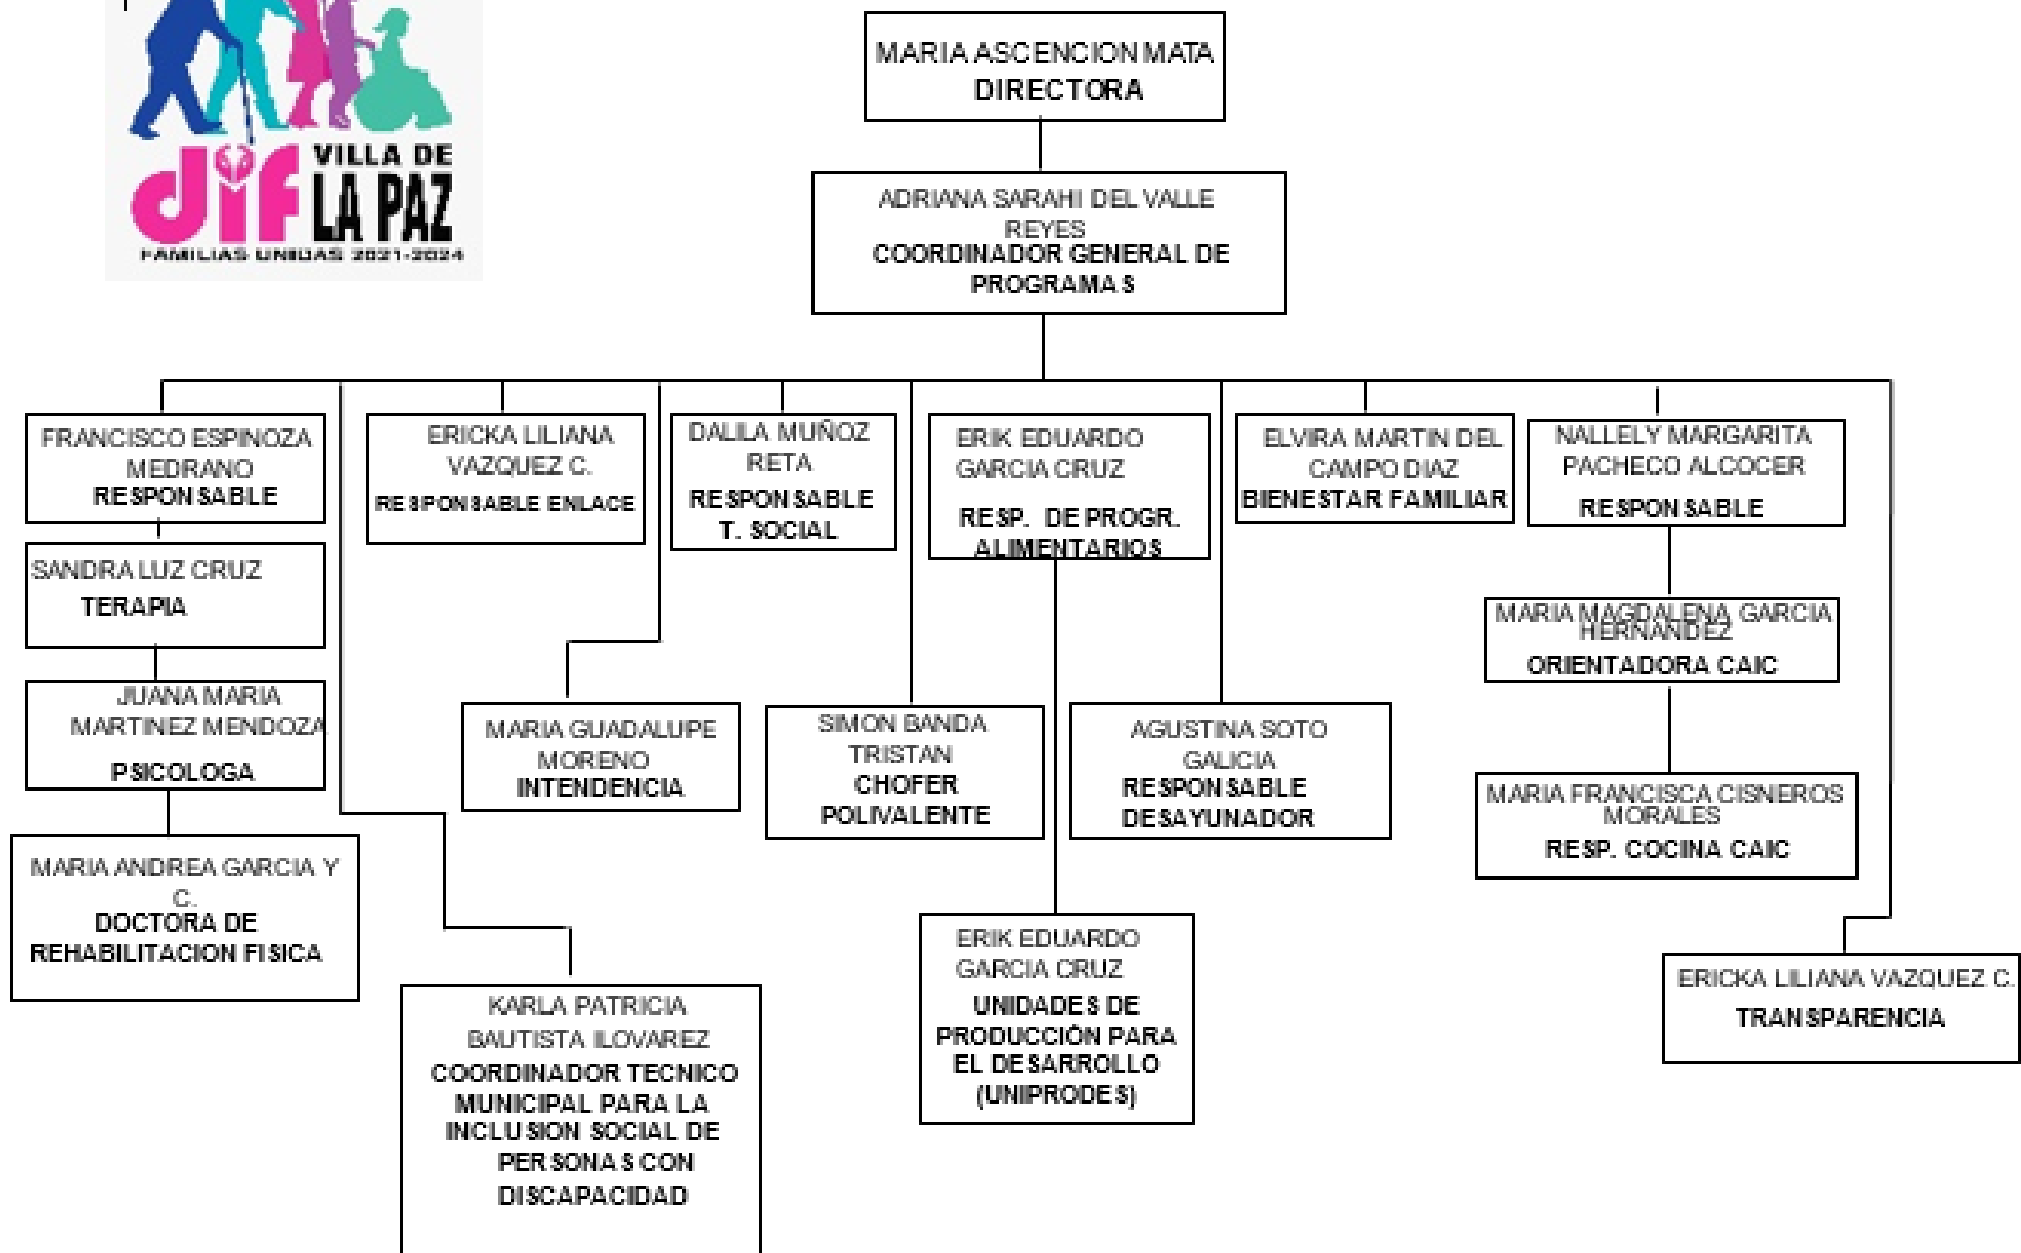 VILLA DE
dif LA PAZ
FAMILIAS UNIDAS 2021-2024
MARIA ASCENCION MATA
DIRECTORA
ADRIANA SARAHI DEL VALLE
REYES
COORDINADOR GENERAL DE
PROGRAMAS
FRANCISCO ESPINOZA
MEDRANO
RESPONSABLE
ERICKA LILIANA
VAZQUEZ C.
RESPONSABLE ENLACE
DALILA MUÑOZ
RETA
RESPONSABLE
T. SOCIAL
ERIK EDUARDO
GARCIA CRUZ
RESP. DE PROGR.
ALIMENTARIOS
ELVIRA MARTIN DEL
CAMPO DIAZ
BIENESTAR FAMILIAR
NALLELY MARGARITA
PACHECO ALCOCER
RESPONSABLE
SANDRA LUZ CRUZ
TERAPIA
MARIA MAGDALENA GARCIA
HERNANDEZ
ORIENTADORA CAIC
JUANA MARIA
MARTINEZ MENDOZA
PSICOLOGA
MARIA GUADALUPE
MORENO
INTENDENCIA
SIMON BANDA
TRISTAN
CHOFER
POLIVALENTE
AGUSTINA SOTO
GALICIA
RESPONSABLE
DESAYUNADOR
MARIA FRANCISCA CISNEROS
MORALES
RESP. COCINA CAIC
MARIA ANDREA GARCIA Y
C.
DOCTORA DE
REHABILITACION FISICA
ERIK EDUARDO
GARCIA CRUZ
UNIDADES DE
PRODUCCIÓN PARA
EL DESARROLLO
(UNIPRODES)
ERICKA LILIANA VAZQUEZ C.
TRANSPARENCIA
KARLA PATRICIA
BAUTISTA ILOVAREZ
COORDINADOR TECNICO
MUNICIPAL PARA LA
INCLUSION SOCIAL DE
PERSONAS CON
DISCAPACIDAD